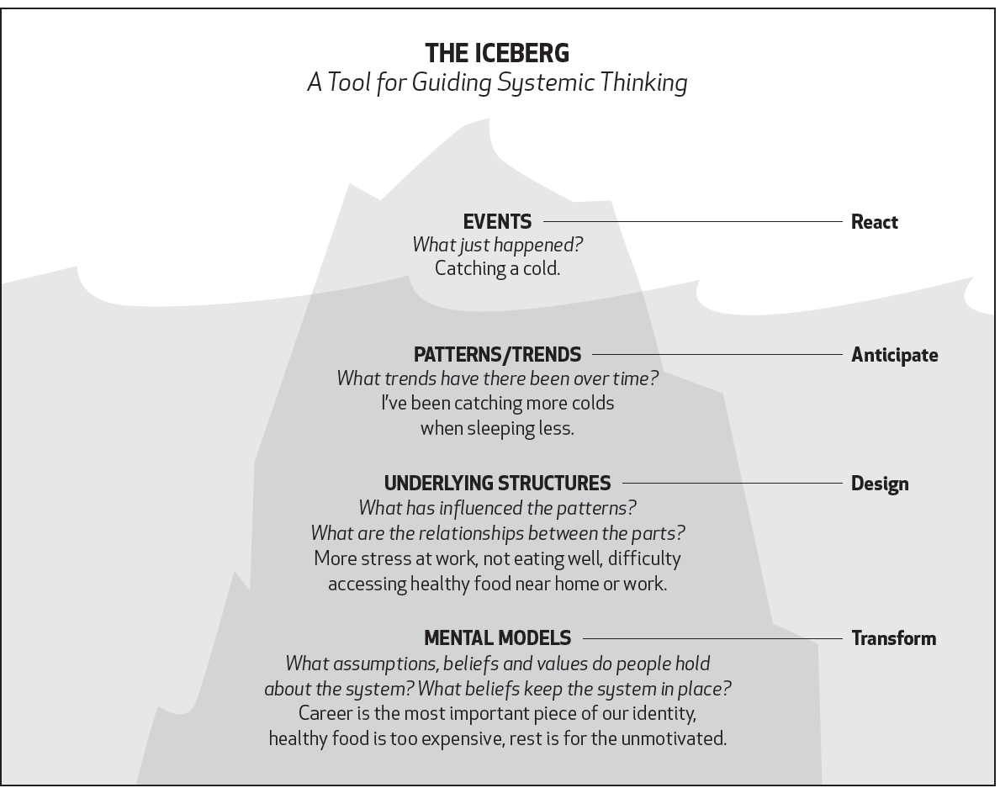 THE ICEBERG
A Tool for Guiding Systemic Thinking
EVENTS
React
What just happened?
Catching a cold.
PATTERNS/TRENDS
Anticipate
What trends have there been over time?
I've been catching more colds
when sleeping less.
UNDERLYING STRUCTURES
Design
What has influenced the patterns?
What are the relationships between the parts?
More stress at work, not eating well, difficulty
accessing healthy food near home or work.
MENTAL MODELS
Transform
What assumptions, beliefs and values do people hold
about the system? What beliefs keep the system in place?
Career is the most important piece of our identity,
healthy food is too expensive, rest is for the unmotivated.